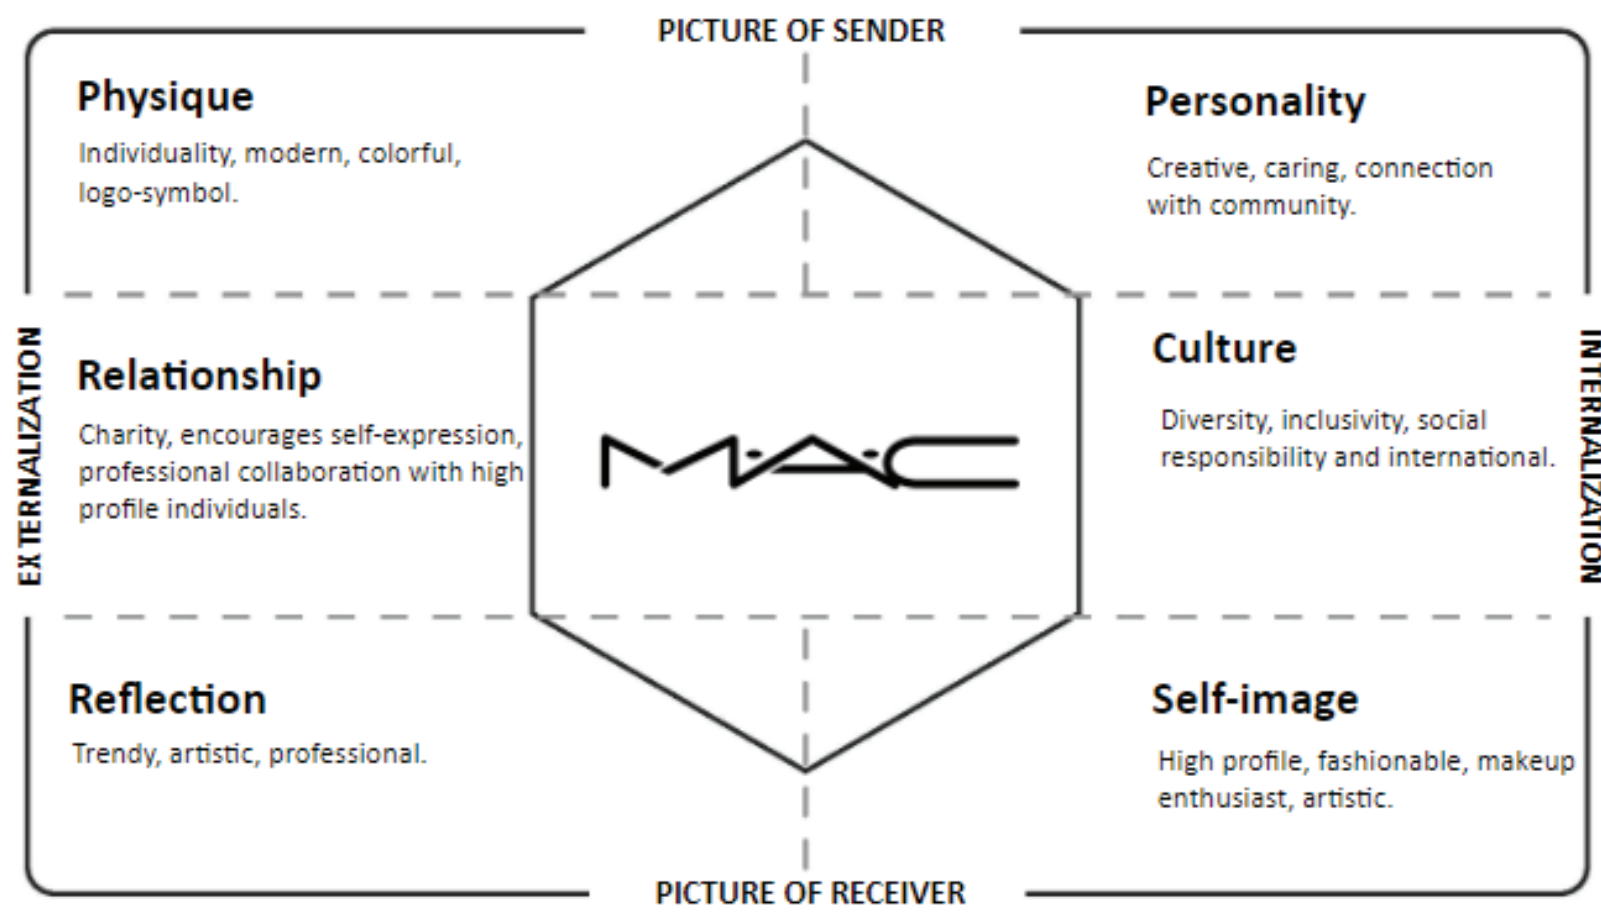 PICTURE OF SENDER
Physique
Individuality, modern, colorful,
logo-symbol.
Personality
Creative, caring, connection
with community.
EXTERNALIZATION
Relationship
Charity, encourages self-expression,
professional collaboration with high
profile individuals.
M·A·C
Culture
Diversity, inclusivity, social
responsibility and international.
INTERNALIZATION
Reflection
Trendy, artistic, professional.
Self-image
High profile, fashionable, makeup
enthusiast, artistic.
PICTURE OF RECEIVER